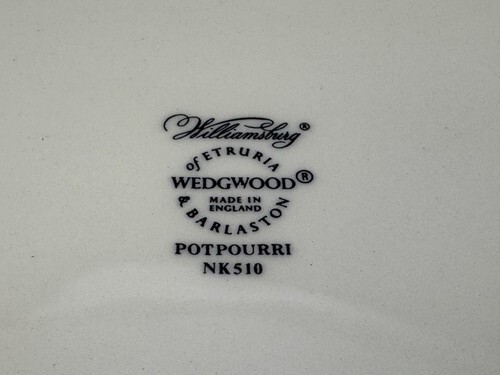 Williamsburg®
of ETRURIA
WEDGWOOD®
MADE IN
ENGLAND
& BARLASTON
POTPOURRI
NK510